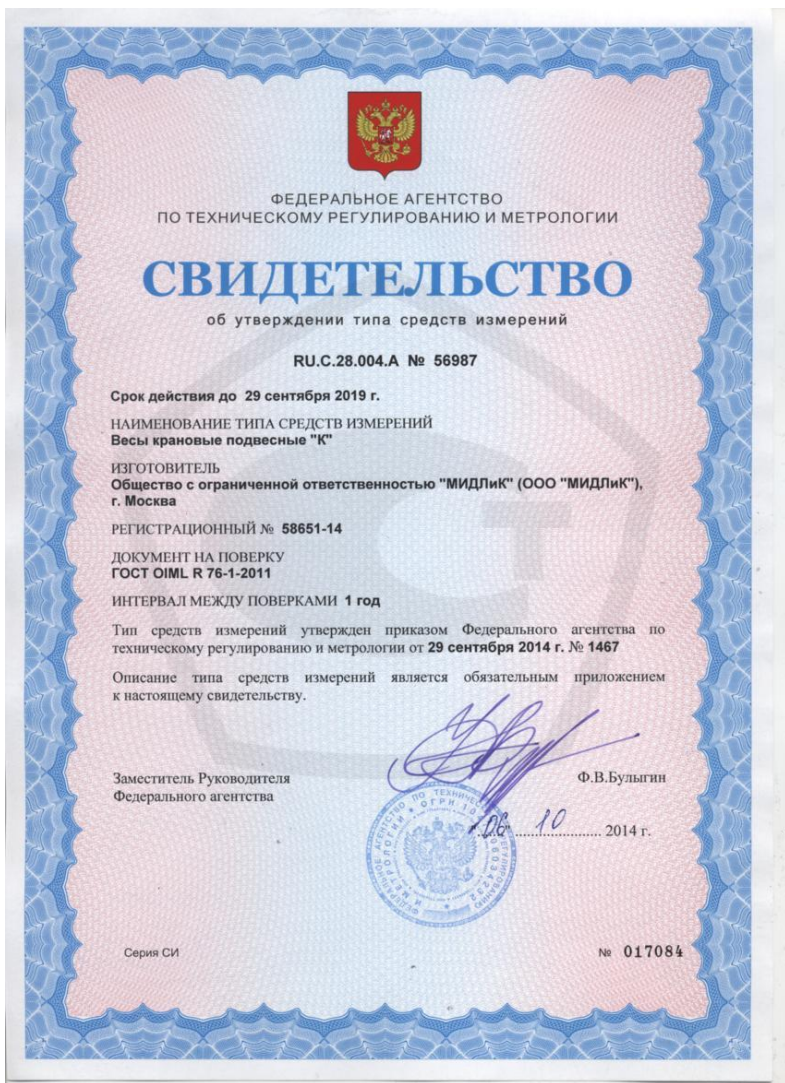 ФЕДЕРАЛЬНОЕ АГЕНТСТВО
ПО ТЕХНИЧЕСКОМУ РЕГУЛИРОВАНИЮ И МЕТРОЛОГИИ
СВИДЕТЕЛЬСТВО
об утверждении типа средств измерений
RU.C.28.004.A № 56987
Срок действия до 29 сентября 2019 г.
НАИМЕНОВАНИЕ ТИПА СРЕДСТВ ИЗМЕРЕНИЙ
Весы крановые подвесные "К"
ИЗГОТОВИТЕЛЬ
Общество с ограниченной ответственностью "МИДЛиК" (ООО "МИДЛиК"),
г. Москва
РЕГИСТРАЦИОННЫЙ № 58651-14
ДОКУМЕНТ НА ПОВЕРКУ
ГОСТ OIML R 76-1-2011
ИНТЕРВАЛ МЕЖДУ ПОВЕРКАМИ 1 год
Тип средств измерений утвержден приказом Федерального агентства по
техническому регулированию и метрологии от 29 сентября 2014 г. № 1467
Описание типа средств измерений является обязательным приложением
к настоящему свидетельству.
Заместитель Руководителя
Федерального агентства
Ф.В.Булыгин
"06" 10 2014 г.
Серия СИ
№ 017084